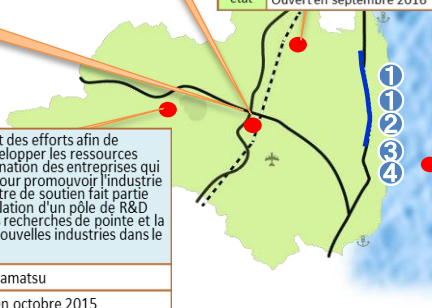 état Ouvert en septembre 2016
1
1
2
3
4
t des efforts afin de
elopper les ressources
nation des entreprises qui
our promouvoir l'industrie
tre de soutien fait partie
lation d'un pôle de R&D
s recherches de pointe et la
ouvelles industries dans le
amatsu
en octobre 2015